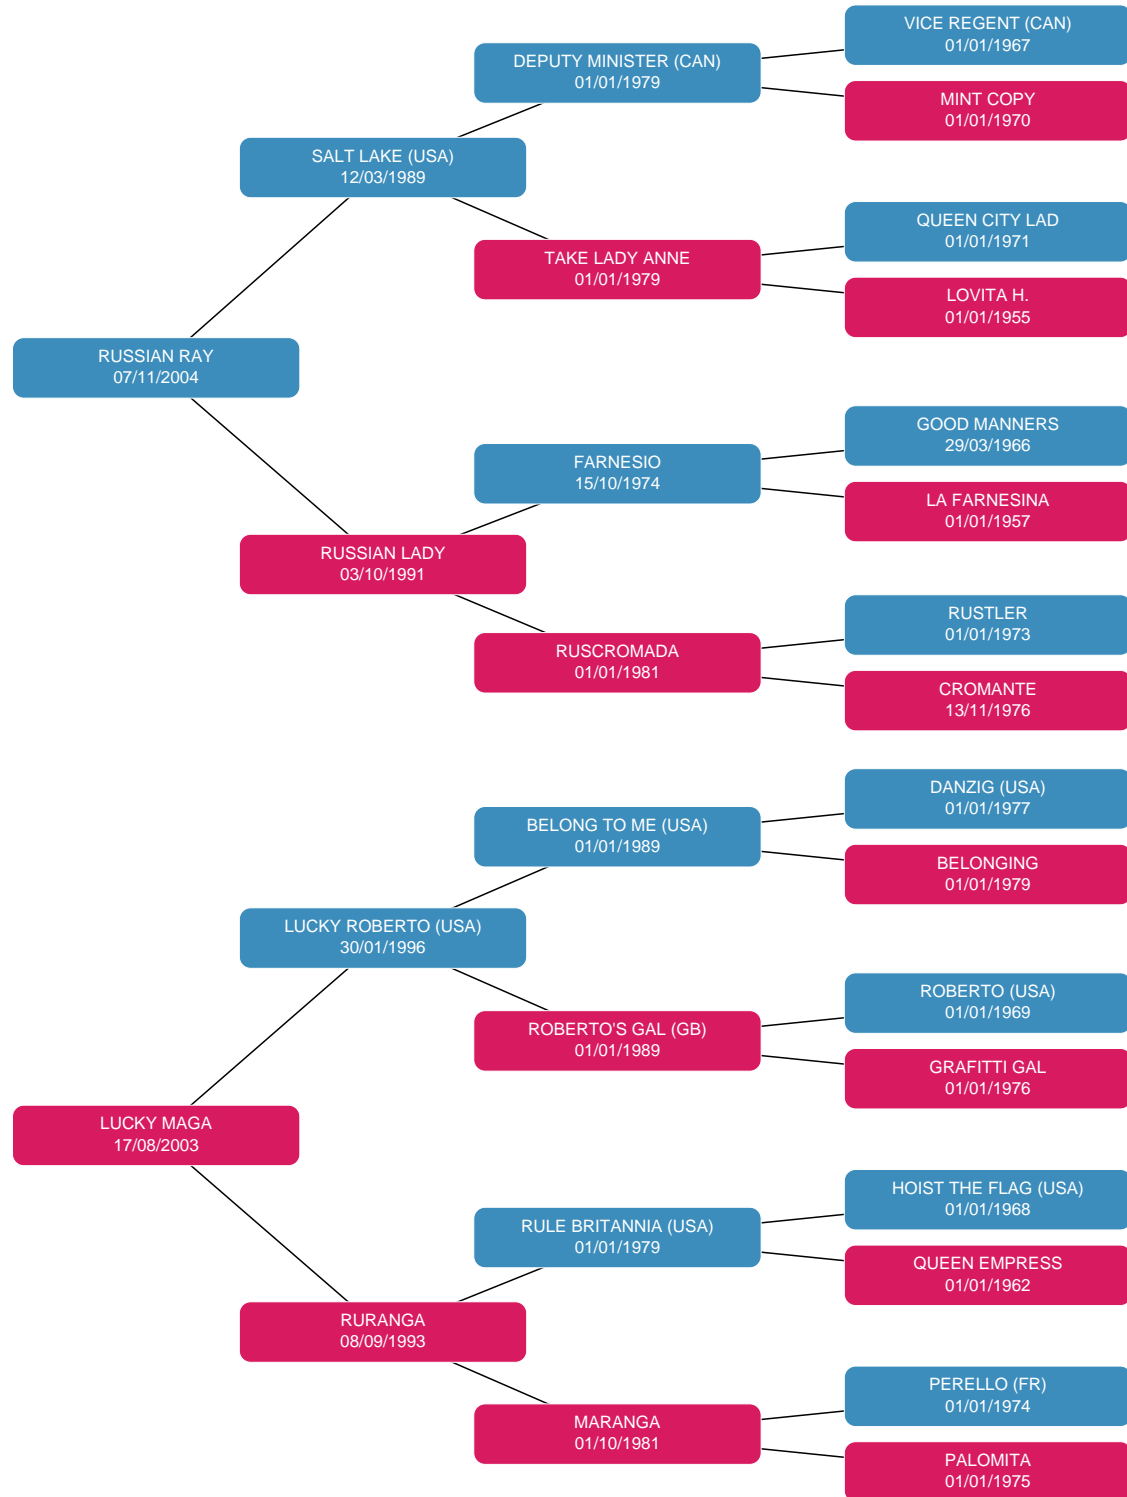 VICE REGENT (CAN)
01/01/1967
DEPUTY MINISTER (CAN)
01/01/1979
MINT COPY
01/01/1970
SALT LAKE (USA)
12/03/1989
QUEEN CITY LAD
01/01/1971
TAKE LADY ANNE
01/01/1979
LOVITA H.
01/01/1955
RUSSIAN RAY
07/11/2004
GOOD MANNERS
29/03/1966
FARNESIO
15/10/1974
LA FARNESINA
01/01/1957
RUSSIAN LADY
03/10/1991
RUSTLER
01/01/1973
RUSCROMADA
01/01/1981
CROMANTE
13/11/1976
DANZIG (USA)
01/01/1977
BELONG TO ME (USA)
01/01/1989
BELONGING
01/01/1979
LUCKY ROBERTO (USA)
30/01/1996
ROBERTO (USA)
01/01/1969
ROBERTO'S GAL (GB)
01/01/1989
GRAFITTI GAL
01/01/1976
LUCKY MAGA
17/08/2003
HOIST THE FLAG (USA)
01/01/1968
RULE BRITANNIA (USA)
01/01/1979
QUEEN EMPRESS
01/01/1962
RURANGA
08/09/1993
PERELLO (FR)
01/01/1974
MARANGA
01/10/1981
PALOMITA
01/01/1975